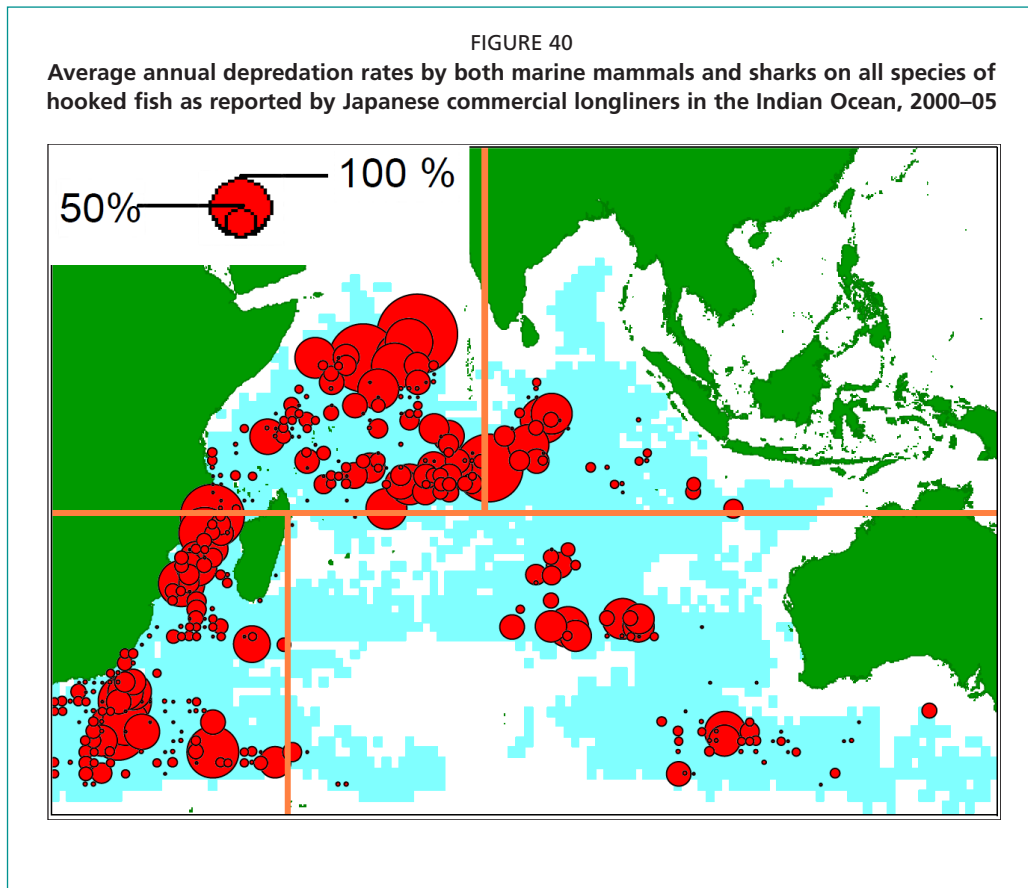 FIGURE 40
Average annual depredation rates by both marine mammals and sharks on all species of
hooked fish as reported by Japanese commercial longliners in the Indian Ocean, 2000–05
100 %
50%